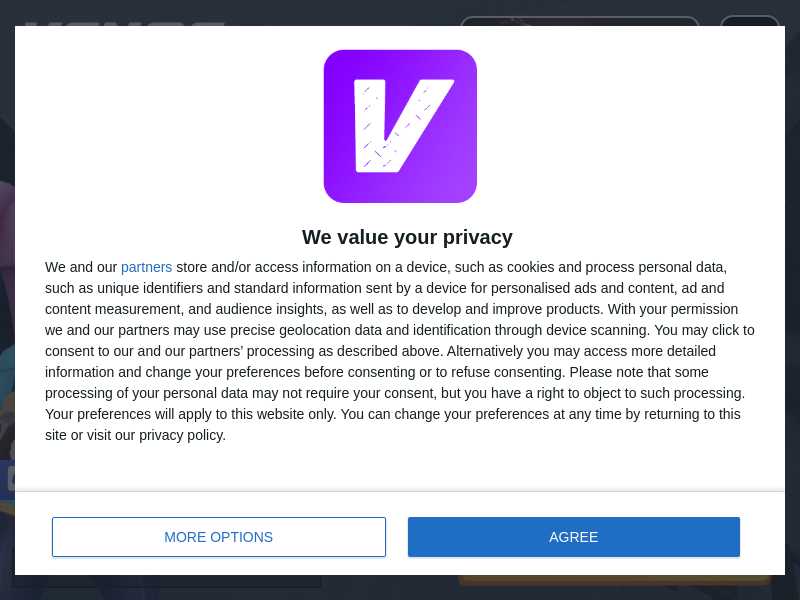 V
We value your privacy
We and our partners store and/or access information on a device, such as cookies and process personal data,
such as unique identifiers and standard information sent by a device for personalised ads and content, ad and
content measurement, and audience insights, as well as to develop and improve products. With your permission
we and our partners may use precise geolocation data and identification through device scanning. You may click to
consent to our and our partners’ processing as described above. Alternatively you may access more detailed
information and change your preferences before consenting or to refuse consenting. Please note that some
processing of your personal data may not require your consent, but you have a right to object to such processing.
Your preferences will apply to this website only. You can change your preferences at any time by returning to this
site or visit our privacy policy.
MORE OPTIONS
AGREE